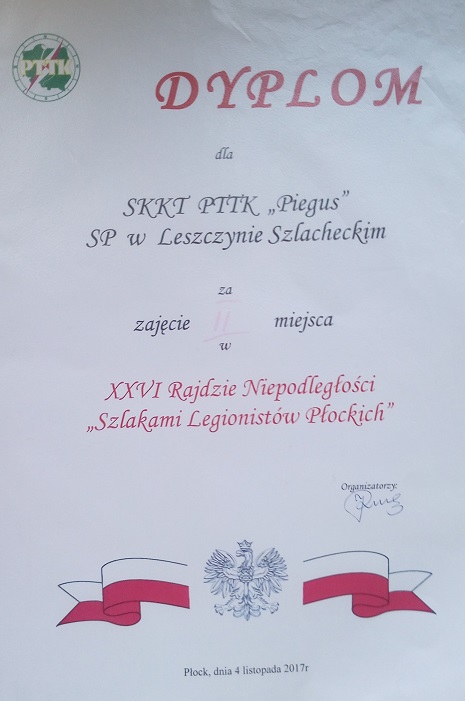 PTTK
DYPLOM
dla
SKKT PTTK „Piegus”
SP w Leszczynie Szlacheckim
za
zajęcie II miejsca
w
XXVI Rajdzie Niepodległości
„Szlakami Legionistów Płockich”
Organizatorzy:
Płock, dnia 4 listopada 2017r